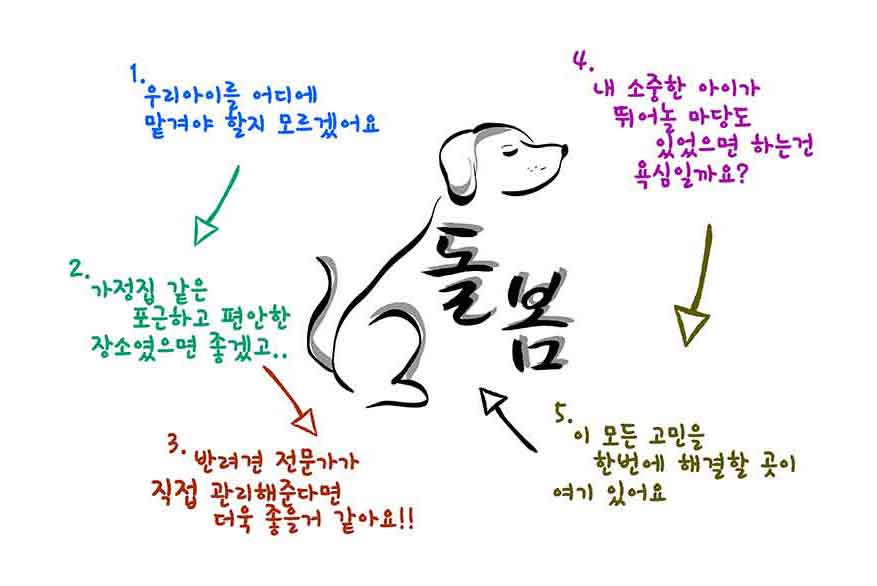 1.
우리아이를 어디에
맡겨야 할지 모르겠어요
2.
가정집 같은
포근하고 편안한
장소였으면 좋겠고..
3. 반려견 전문가가
직접 관리해준다면
더욱 좋을거 같아요!!
4.
내 소중한 아이가
뛰어놀 마당도
있었으면 하는건
욕심일까요?
5.
이 모든 고민을
한번에 해결할 곳이
여기 있어요
돌봄